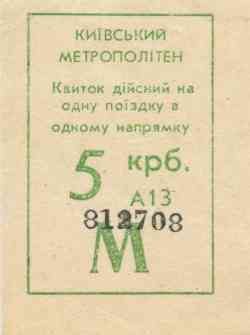 КИЇВСЬКИЙ
МЕТРОПОЛІТЕН
Квиток дійсний на
одну поїздку в
одному напрямку
5 крб.
А13
812708
М